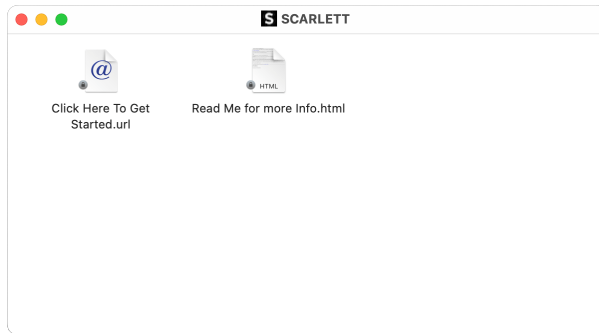 S SCARLETT
@
HTML
Click Here To Get
Started.url
Read Me for more Info.html